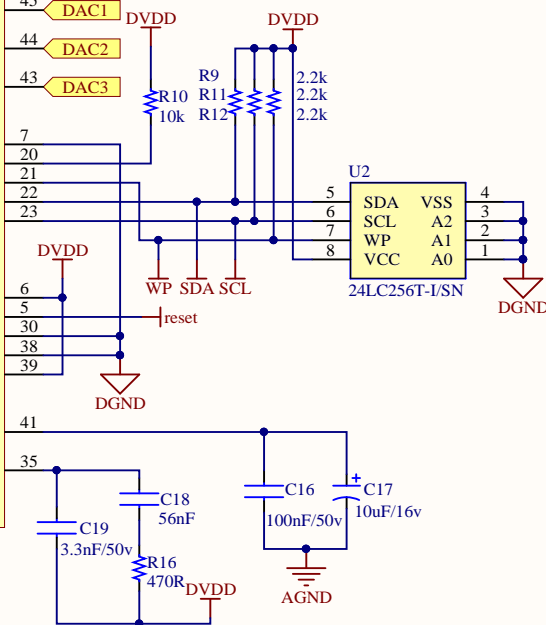 45 DAC1
DVDD
DVDD
44 DAC2
43 DAC3
R9 2.2k
R11 2.2k
R12 2.2k
R10
10k
7
20
21
22
23
U2
5 SDA VSS 4
6 SCL A2 3
7 WP A1 2
8 VCC A0 1
24LC256T-I/SN
DGND
DVDD
WP SDA SCL
6
5
reset
30
38
39
DGND
41
35
C18
56nF
C19
3.3nF/50v
R16
470R
DVDD
C16
100nF/50v
C17
10uF/16v
AGND